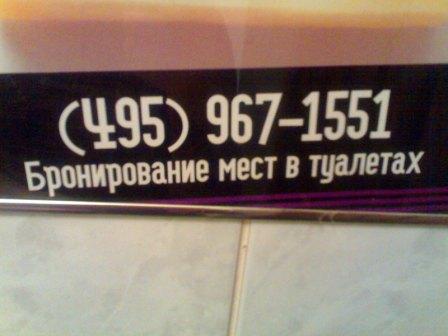 (495) 967-1551
Бронирование мест в туалетах